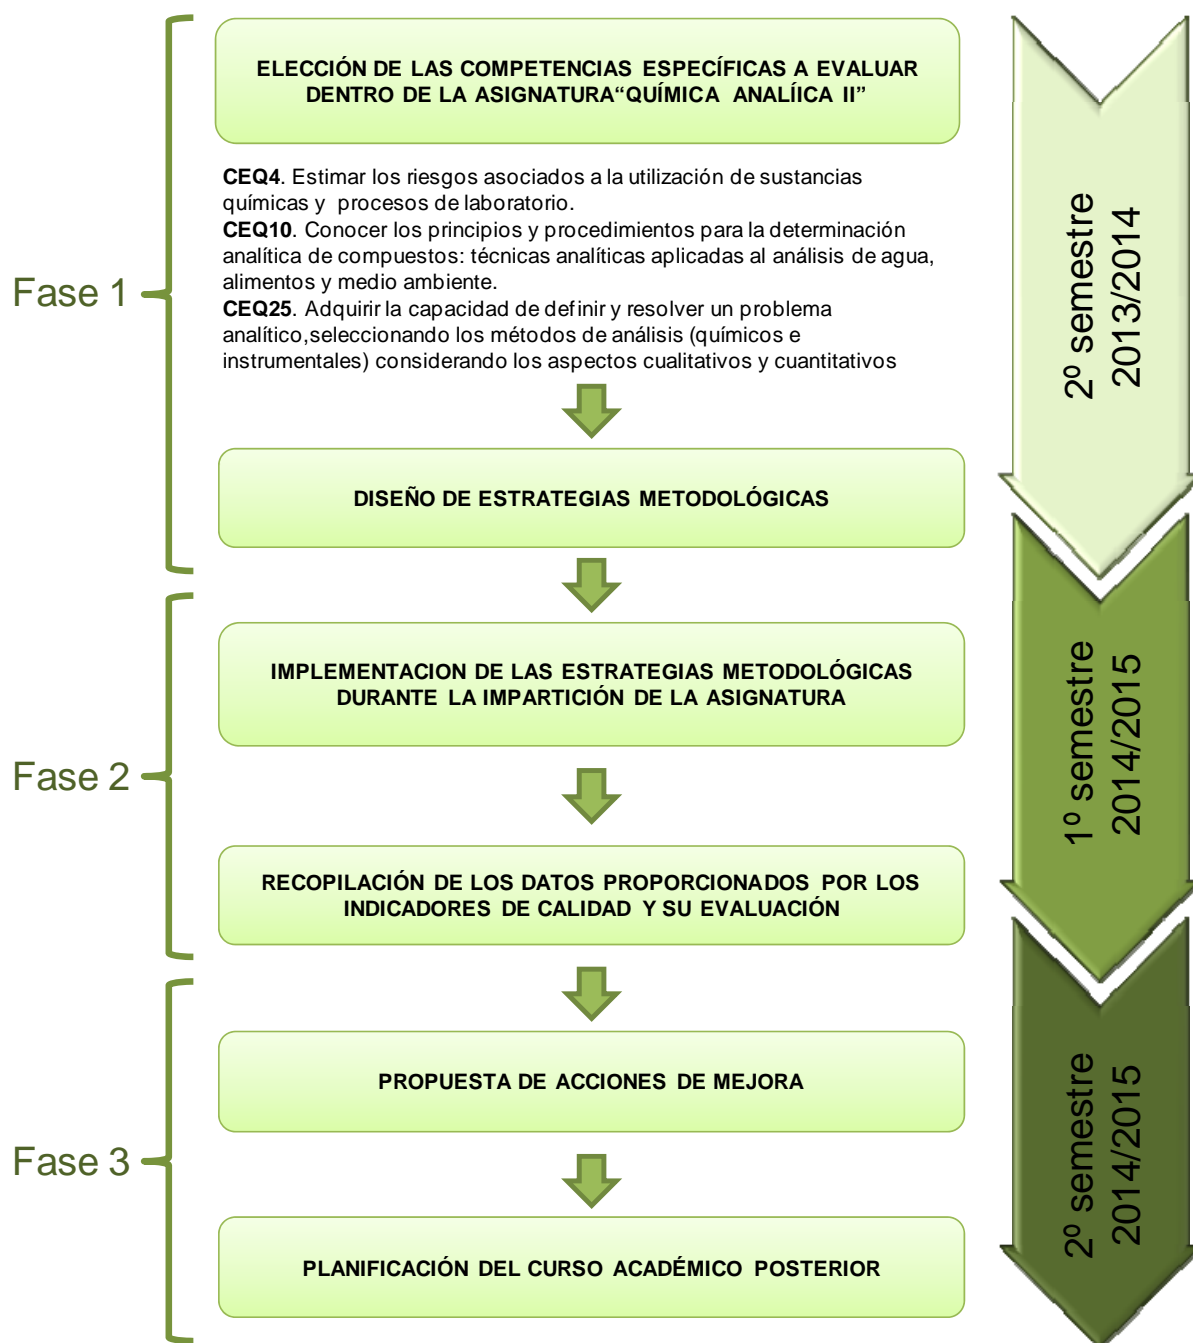 ELECCIÓN DE LAS COMPETENCIAS ESPECÍFICAS A EVALUAR
DENTRO DE LA ASIGNATURA“QUÍMICA ANALÍICA II”
CEQ4. Estimar los riesgos asociados a la utilización de sustancias
químicas y procesos de laboratorio.
CEQ10. Conocer los principios y procedimientos para la determinación
analítica de compuestos: técnicas analíticas aplicadas al análisis de agua,
alimentos y medio ambiente.
CEQ25. Adquirir la capacidad de definir y resolver un problema
analítico,seleccionando los métodos de análisis (químicos e
instrumentales) considerando los aspectos cualitativos y cuantitativos
Fase 1
DISEÑO DE ESTRATEGIAS METODOLÓGICAS
2º semestre
2013/2014
IMPLEMENTACION DE LAS ESTRATEGIAS METODOLÓGICAS
DURANTE LA IMPARTICIÓN DE LA ASIGNATURA
Fase 2
RECOPILACIÓN DE LOS DATOS PROPORCIONADOS POR LOS
INDICADORES DE CALIDAD Y SU EVALUACIÓN
1º semestre
2014/2015
PROPUESTA DE ACCIONES DE MEJORA
Fase 3
PLANIFICACIÓN DEL CURSO ACADÉMICO POSTERIOR
2º semestre
2014/2015